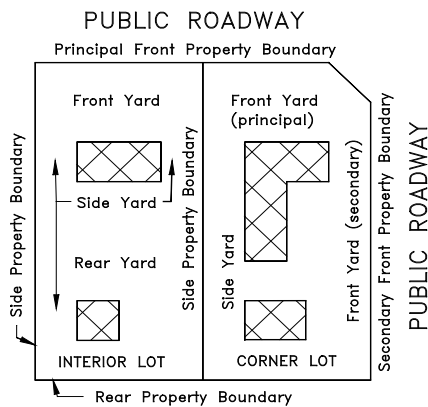 PUBLIC ROADWAY
Principal Front Property Boundary
Front Yard
Front Yard
(principal)
Side Property Boundary
Side Yard
Side Property Boundary
Side Yard
Front Yard (secondary)
Secondary Front Property Boundary
PUBLIC ROADWAY
Rear Yard
INTERIOR LOT
CORNER LOT
Rear Property Boundary